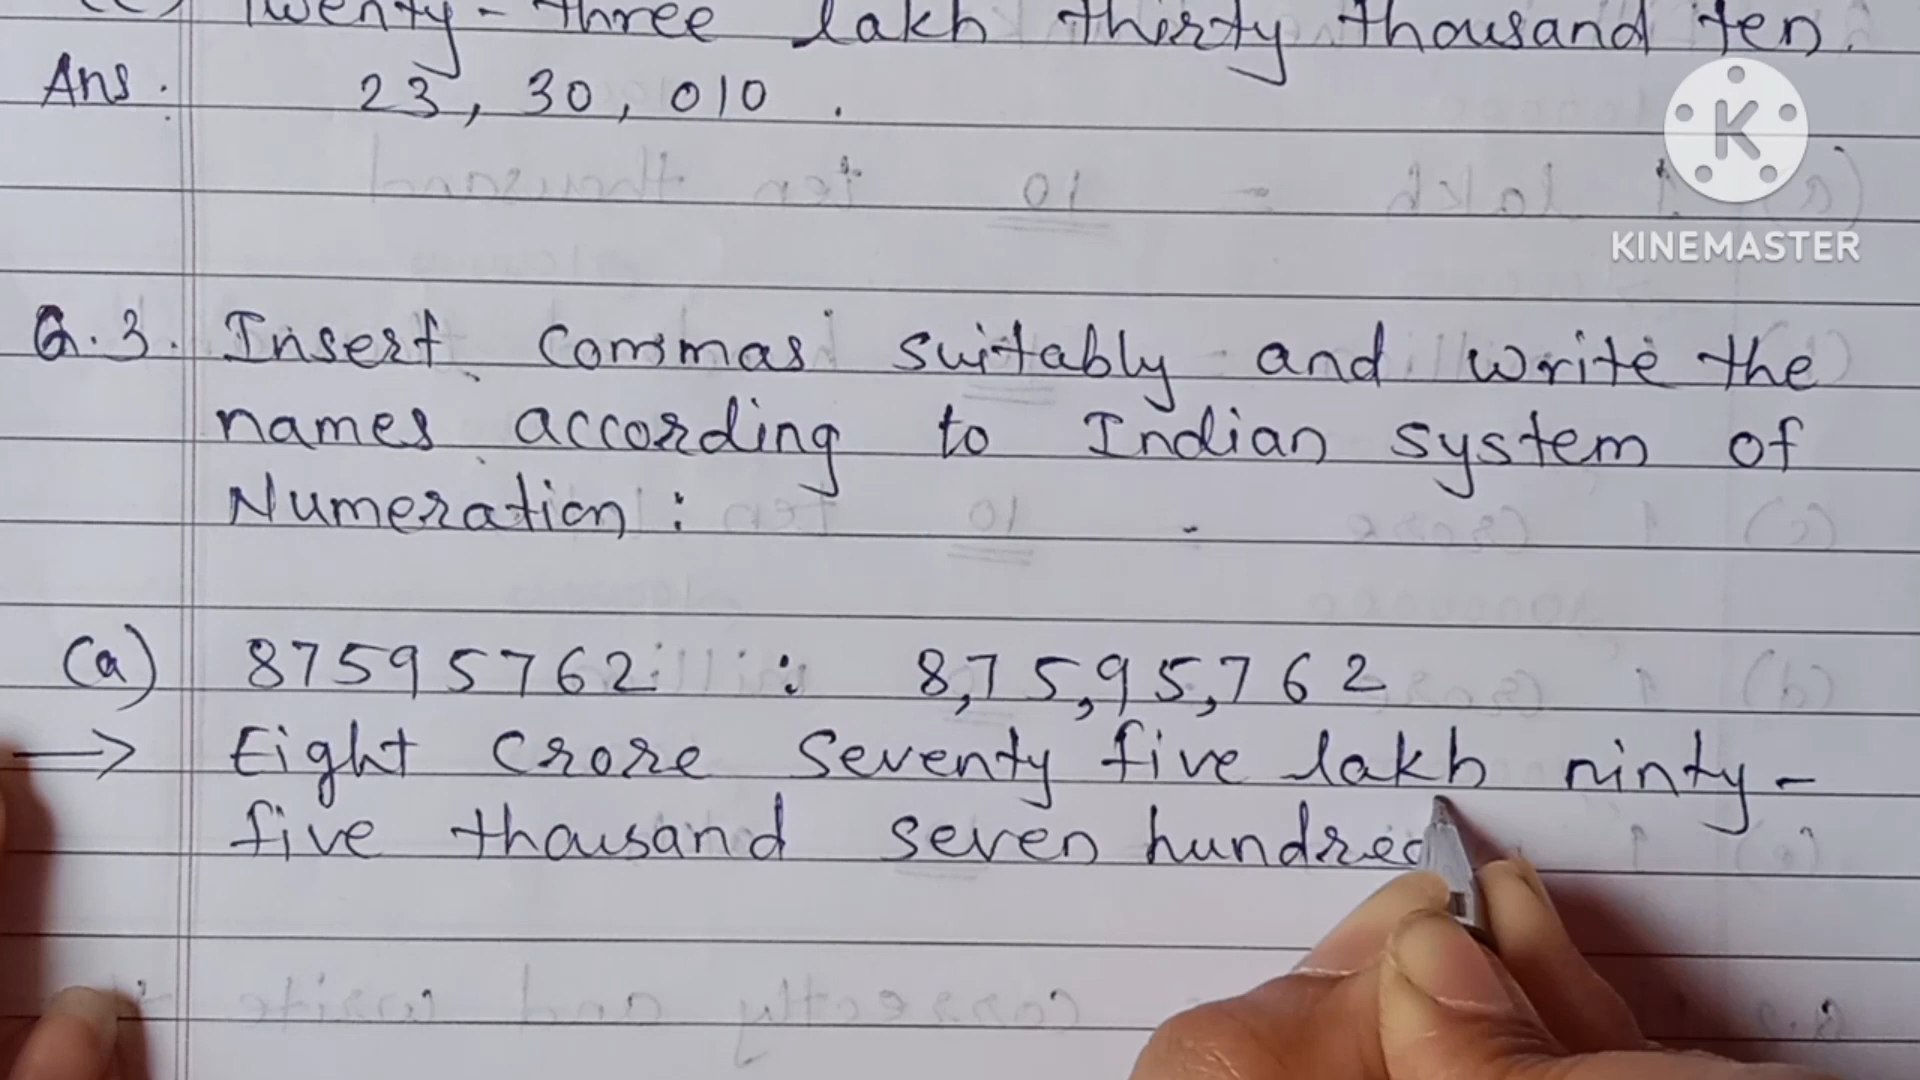 Twenty-three lakh thirty thousand ten.
Ans. 23,30,010.
KINEMASTER
Q.3. Insert commas suitably and write the
names according to Indian system of
Numeration:
(a) 87595762 : 8,75,95,762
→ Eight Crore Seventy five lakh ninty-
five thousand seven hundred